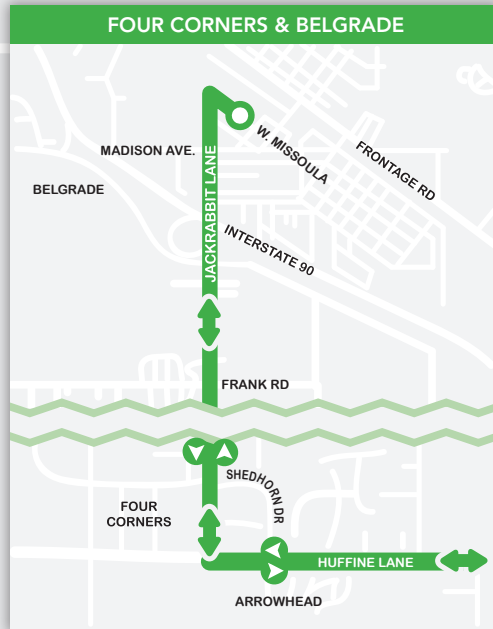 FOUR CORNERS & BELGRADE
W. MISSOULA
MADISON AVE.
FRONTAGE RD
BELGRADE
JACKRABBIT LANE
INTERSTATE 90
FRANK RD
SHEDHORN DR
FOUR
CORNERS
HUFFINE LANE
ARROWHEAD